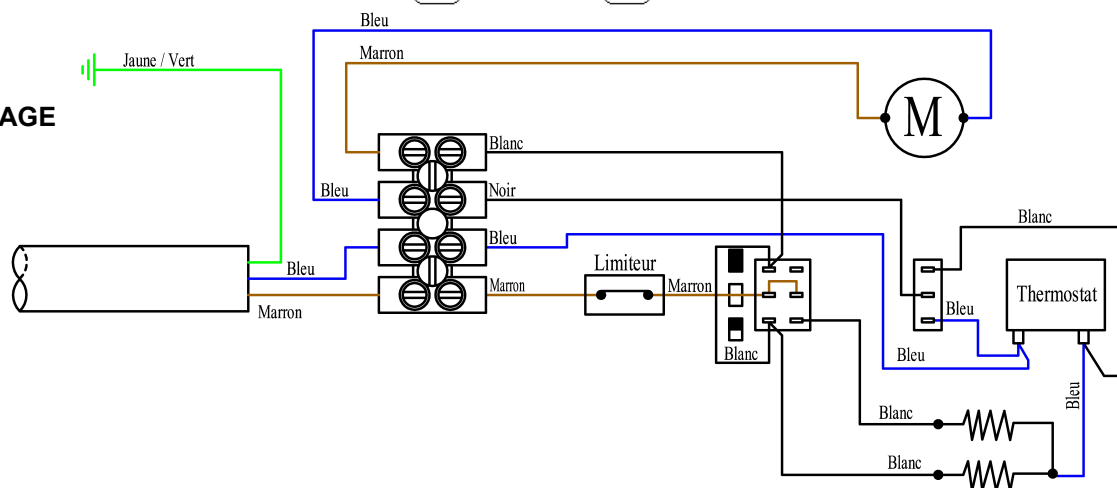 Bleu
Marron
Jaune / Vert
AGE
M
Blanc
Bleu
Noir
Blanc
Bleu
Bleu
Limiteur
Marron
Marron
Marron
Thermostat
Bleu
Blanc
Bleu
Bleu
Blanc
Blanc